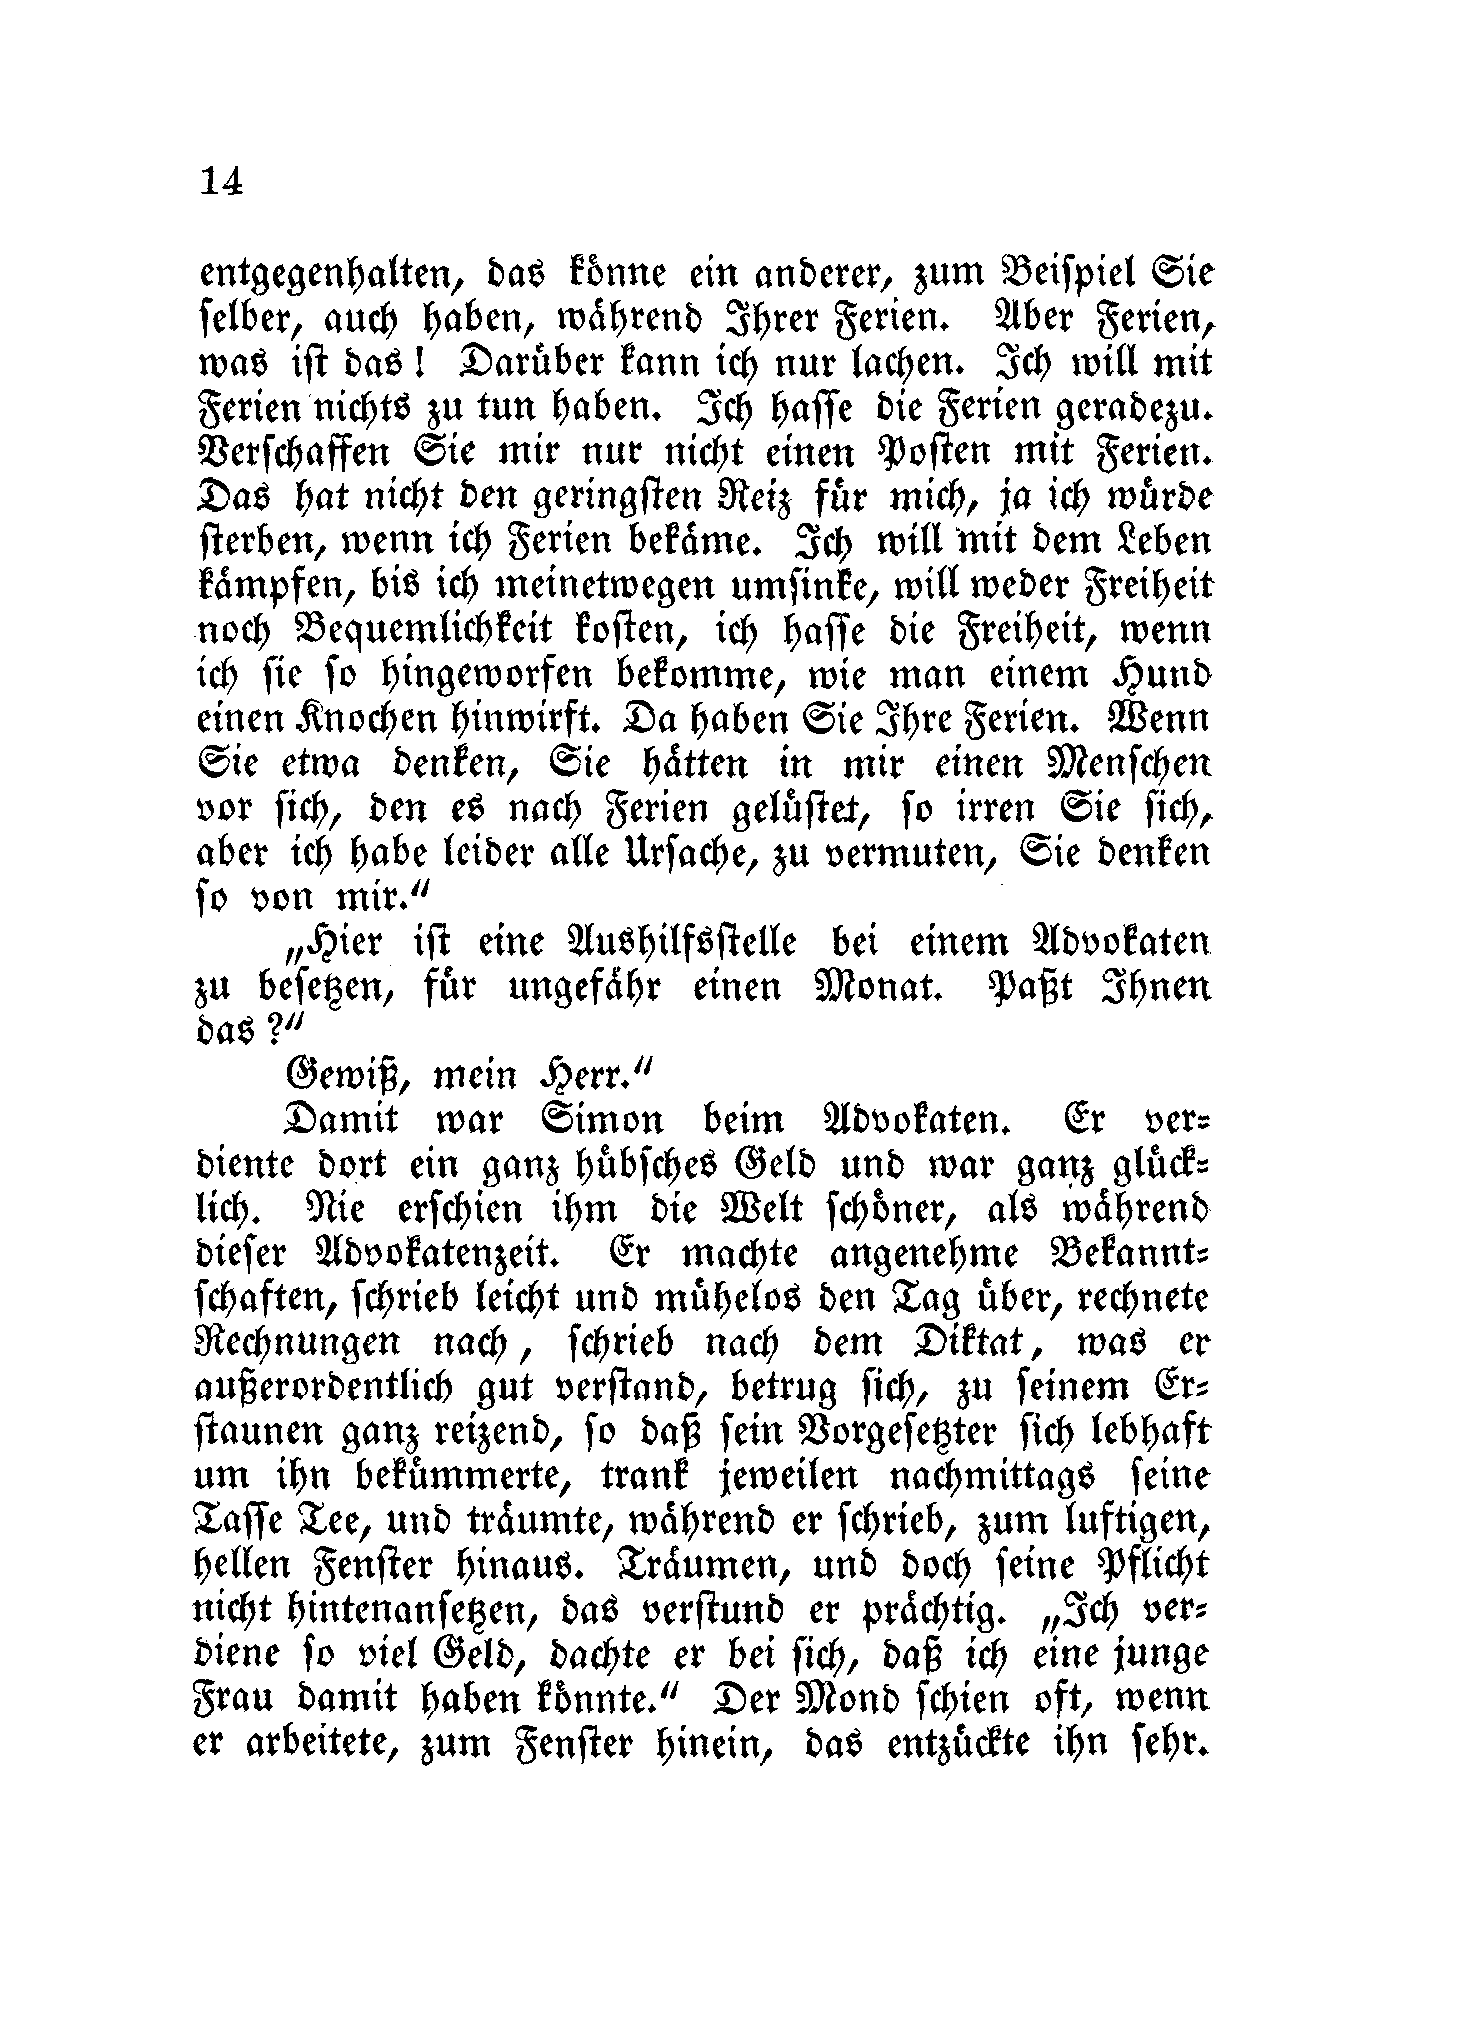 14
entgegenhalten, das könne ein anderer, zum Beispiel Sie
selber, auch haben, während Ihrer Ferien. Aber Ferien,
was ist das! Darüber kann ich nur lachen. Ich will mit
Ferien nichts zu tun haben. Ich hasse die Ferien geradezu.
Verschaffen Sie mir nur nicht einen Posten mit Ferien.
Das hat nicht den geringsten Reiz für mich, ja ich würde
sterben, wenn ich Ferien bekäme. Ich will mit dem Leben
kämpfen, bis ich meinetwegen umsinke, will weder Freiheit
noch Bequemlichkeit kosten, ich hasse die Freiheit, wenn
ich sie so hingeworfen bekomme, wie man einem Hund
einen Knochen hinwirft. Da haben Sie Ihre Ferien. Wenn
Sie etwa denken, Sie hätten in mir einen Menschen
vor sich, den es nach Ferien gelüstet, so irren Sie sich,
aber ich habe leider alle Ursache, zu vermuten, Sie denken
so von mir.“
„Hier ist eine Aushilfsstelle bei einem Advokaten
zu besetzen, für ungefähr einen Monat. Paßt Ihnen
das?“
Gewiß, mein Herr.“
Damit war Simon beim Advokaten. Er ver-
diente dort ein ganz hübsches Geld und war ganz glück-
lich. Nie erschien ihm die Welt schöner, als während
dieser Advokatenzeit. Er machte angenehme Bekannt-
schaften, schrieb leicht und mühelos den Tag über, rechnete
Rechnungen nach, schrieb nach dem Diktat, was er
außerordentlich gut verstand, betrug sich, zu seinem Er-
staunen ganz reizend, so daß sein Vorgesetzter sich lebhaft
um ihn bekümmerte, trank jeweilen nachmittags seine
Tasse Tee, und träumte, während er schrieb, zum luftigen,
hellen Fenster hinaus. Träumen, und doch seine Pflicht
nicht hintenansetzen, das verstund er prächtig. „Ich ver-
diene so viel Geld, dachte er bei sich, daß ich eine junge
Frau damit haben könnte.“ Der Mond schien oft, wenn
er arbeitete, zum Fenster hinein, das entzückte ihn sehr.